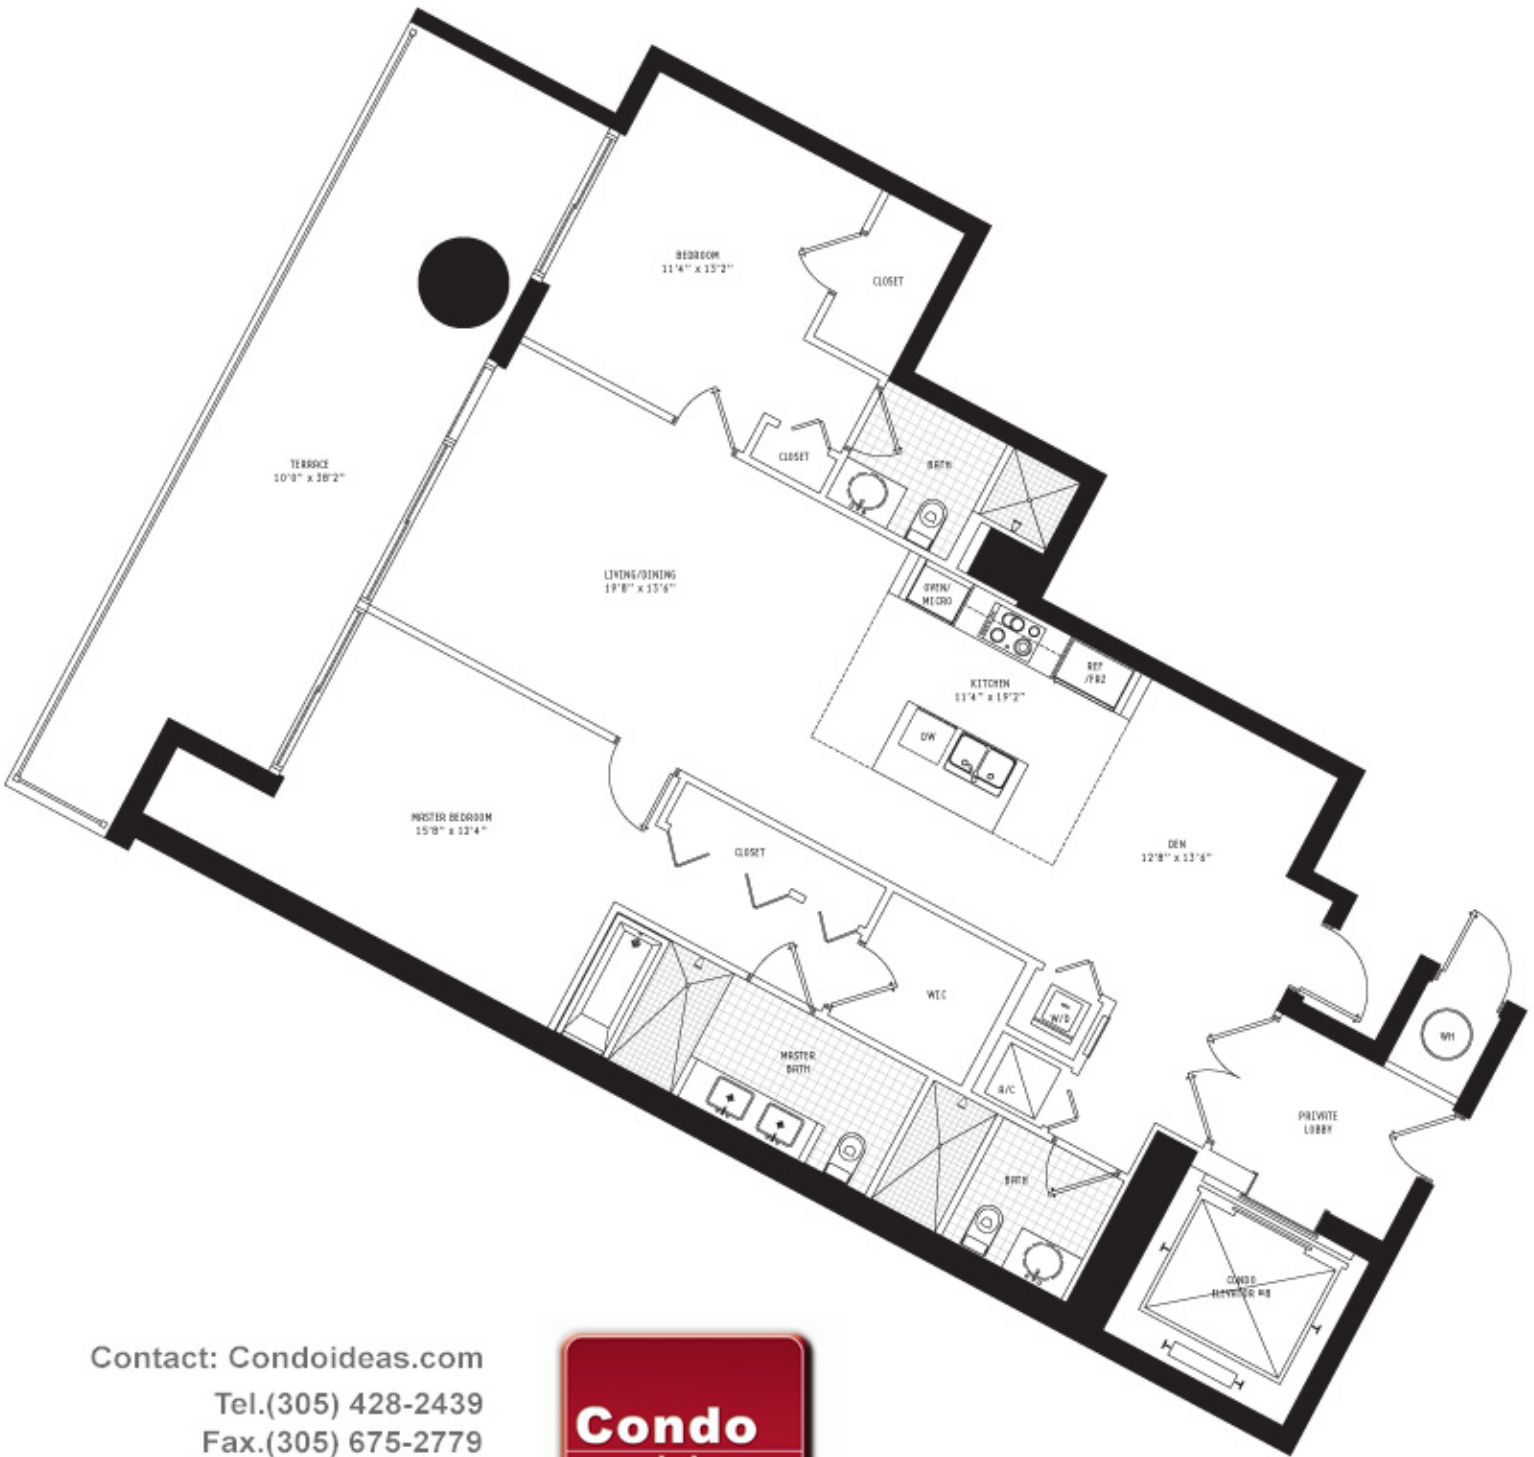 BEDROOM
11'4" x 13'2"
CLOSET
TERRACE
10'0" x 38'2"
CLOSET
BATH
LIVING/DINING
19'8" x 13'6"
OVEN/
MICRO
REF
/FRZ
KITCHEN
11'4" x 19'2"
DW
MASTER BEDROOM
15'8" x 12'4"
CLOSET
DEN
12'8" x 13'6"
WIC
W/D
WH
MASTER
BATH
A/C
PRIVATE
LOBBY
BATH
CONDO
ELEVATOR #8
Contact: Condoideas.com
Tel.(305) 428-2439
Fax.(305) 675-2779
Condo